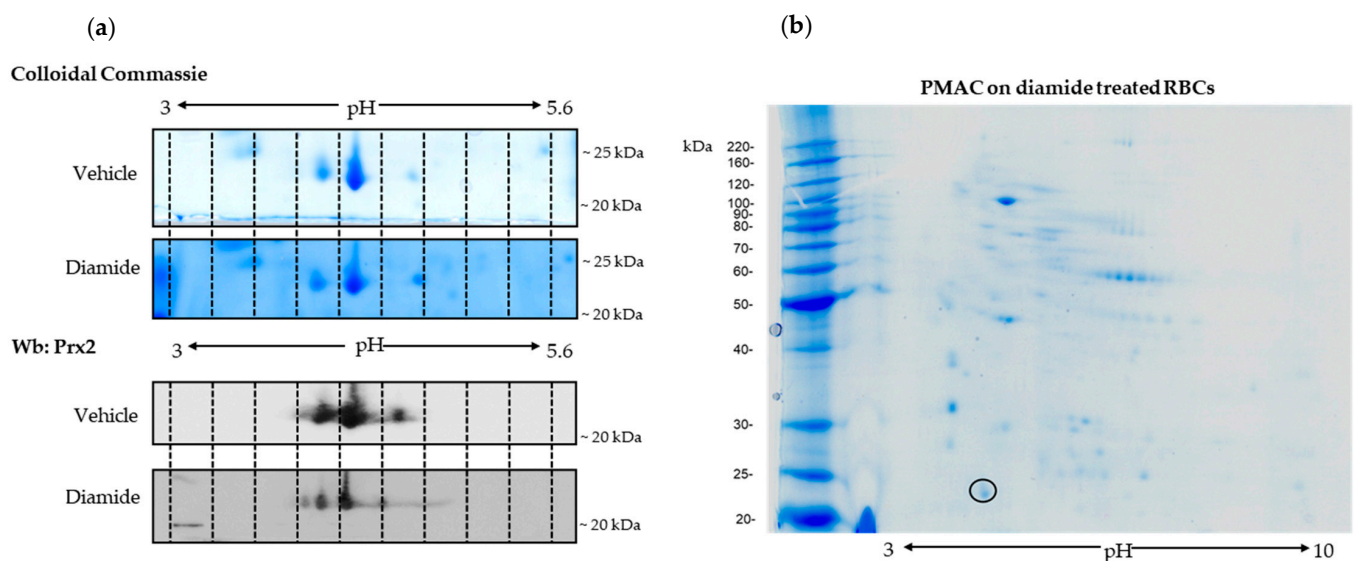 (a)
Colloidal Commassie
3 pH 5.6
Vehicle
~ 25 kDa
~ 20 kDa
Diamide
~ 25 kDa
~ 20 kDa
Wb: Prx2
3 pH 5.6
Vehicle
~ 20 kDa
Diamide
~ 20 kDa
(b)
PMAC on diamide treated RBCs
kDa
220-
160-
120-
100-
90-
80-
70-
60-
50-
40-
30-
25-
20-
3 pH 10